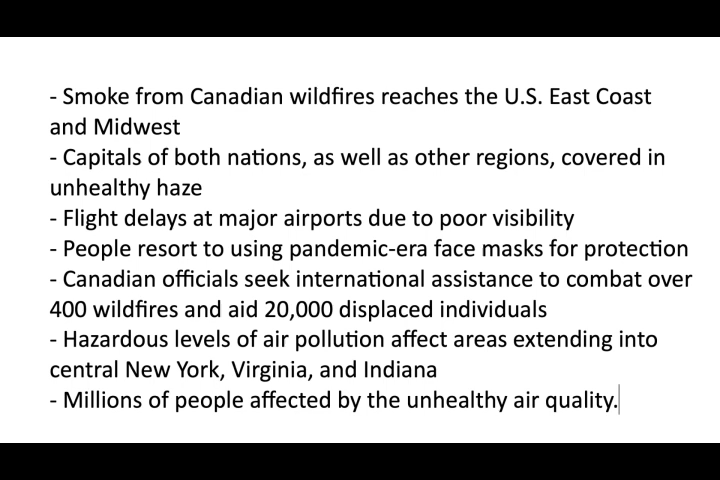 - Smoke from Canadian wildfires reaches the U.S. East Coast
and Midwest
- Capitals of both nations, as well as other regions, covered in
unhealthy haze
- Flight delays at major airports due to poor visibility
- People resort to using pandemic-era face masks for protection
- Canadian officials seek international assistance to combat over
400 wildfires and aid 20,000 displaced individuals
- Hazardous levels of air pollution affect areas extending into
central New York, Virginia, and Indiana
- Millions of people affected by the unhealthy air quality.